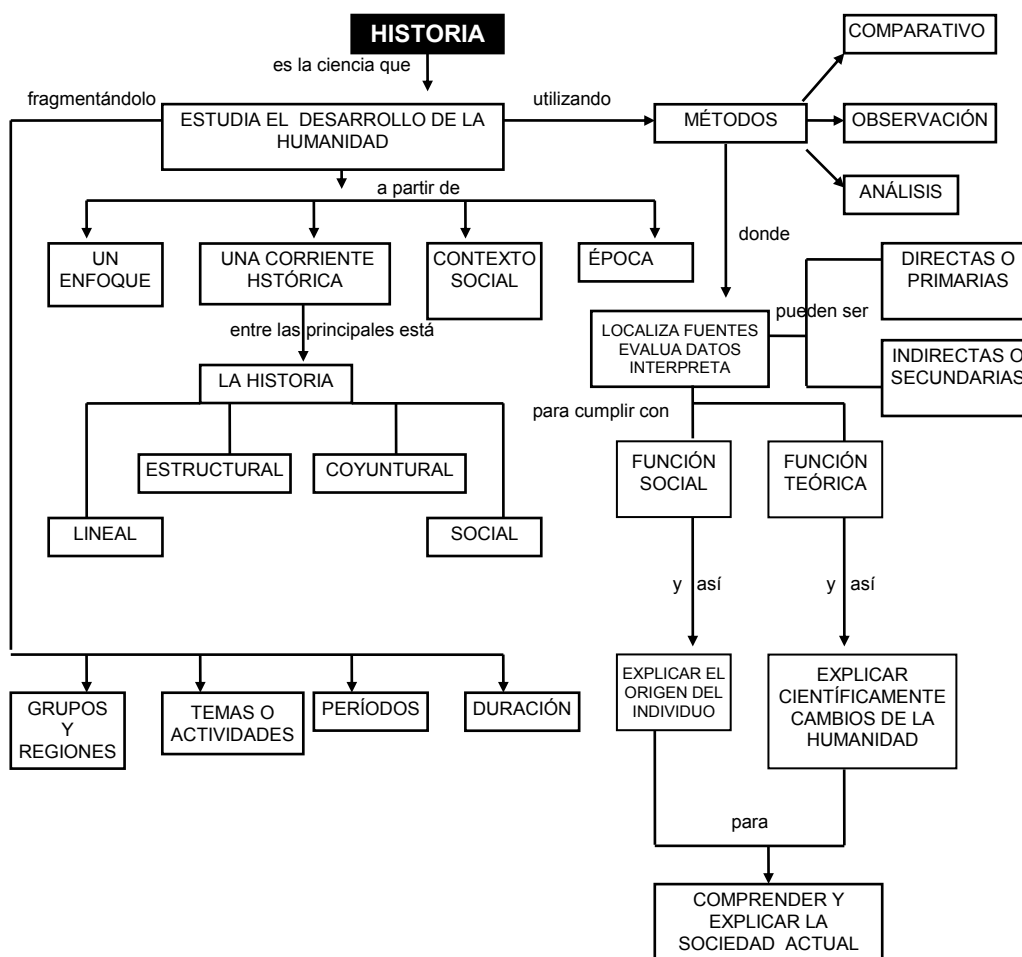 HISTORIA
COMPARATIVO
es la ciencia que
fragmentándolo
utilizando
ESTUDIA EL DESARROLLO DE LA
HUMANIDAD
MÉTODOS
OBSERVACIÓN
ANÁLISIS
a partir de
donde
UN
ENFOQUE
UNA CORRIENTE
HSTÓRICA
CONTEXTO
SOCIAL
ÉPOCA
DIRECTAS O
PRIMARIAS
pueden ser
entre las principales está
LOCALIZA FUENTES
EVALUA DATOS
INTERPRETA
INDIRECTAS O
SECUNDARIAS
LA HISTORIA
para cumplir con
ESTRUCTURAL
COYUNTURAL
FUNCIÓN
SOCIAL
FUNCIÓN
TEÓRICA
LINEAL
SOCIAL
y así
y así
GRUPOS
Y
REGIONES
TEMAS O
ACTIVIDADES
PERÍODOS
DURACIÓN
EXPLICAR EL
ORIGEN DEL
INDIVIDUO
EXPLICAR
CIENTÍFICAMENTE
CAMBIOS DE LA
HUMANIDAD
para
COMPRENDER Y
EXPLICAR LA
SOCIEDAD ACTUAL